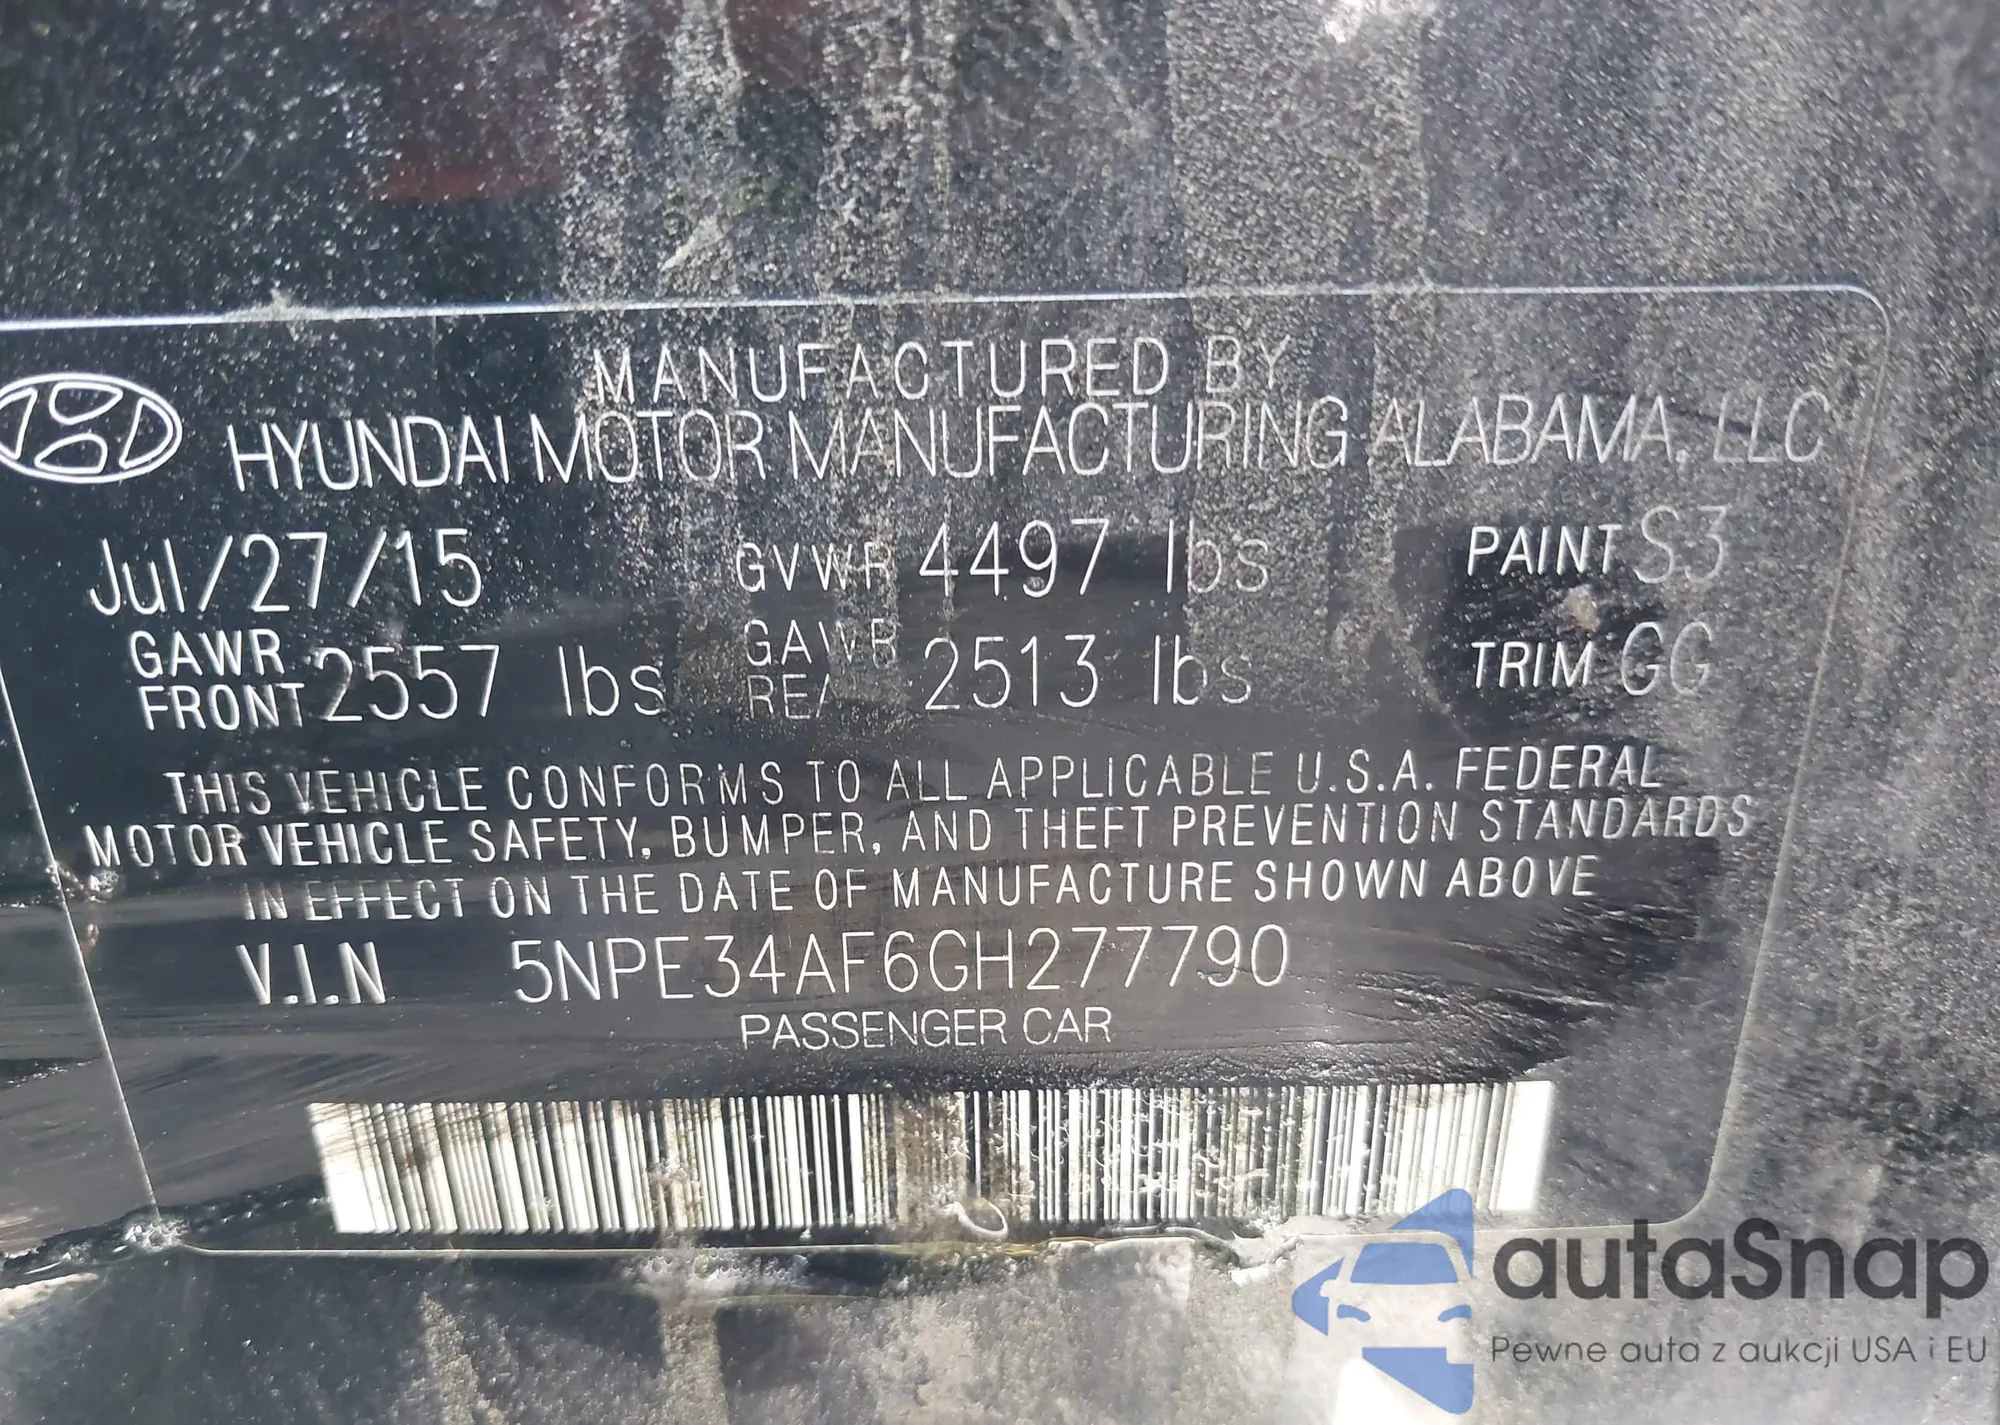 MANUFACTURED BY
HYUNDAI MOTOR MANUFACTURING ALABAMA, LLC
Jul/27/15 GVWR 4497 lbs PAINT S3
GAWR FRONT 2557 lbs GAWR REAR 2513 lbs TRIM GG
THIS VEHICLE CONFORMS TO ALL APPLICABLE U.S.A. FEDERAL
MOTOR VEHICLE SAFETY, BUMPER, AND THEFT PREVENTION STANDARDS
IN EFFECT ON THE DATE OF MANUFACTURE SHOWN ABOVE
V.I.N 5NPE34AF6GH277790
PASSENGER CAR
autaSnap
Pewne auta z aukcji USA i EU